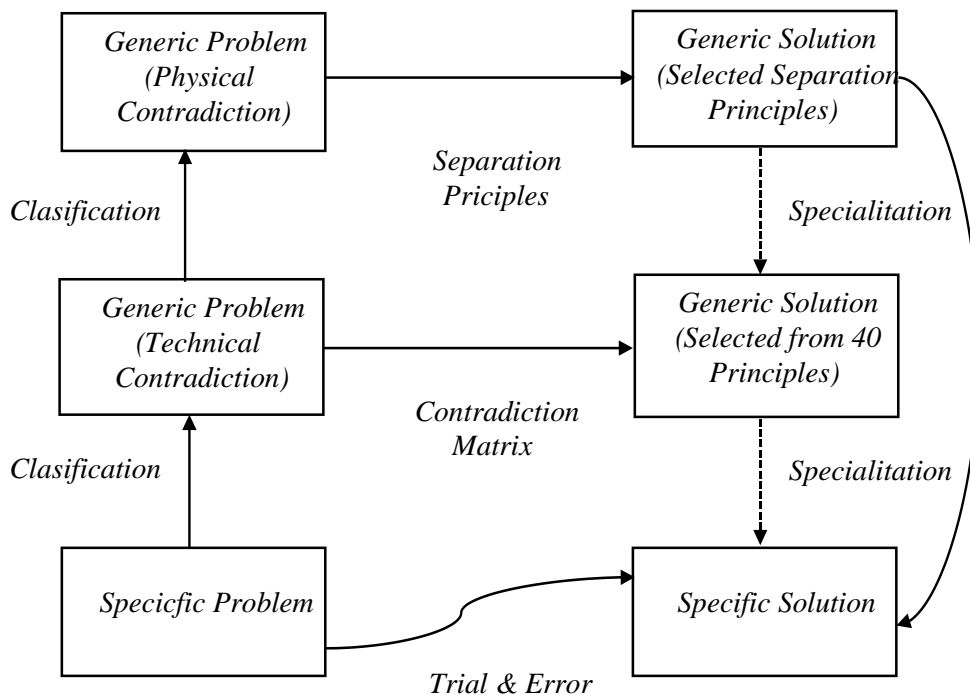 Generic Problem
(Physical
Contradiction)
Generic Solution
(Selected Separation
Principles)
Separation
Priciples
Clasification
Specialitation
Generic Problem
(Technical
Contradiction)
Generic Solution
(Selected from 40
Principles)
Contradiction
Matrix
Clasification
Specialitation
Specicfic Problem
Specific Solution
Trial & Error